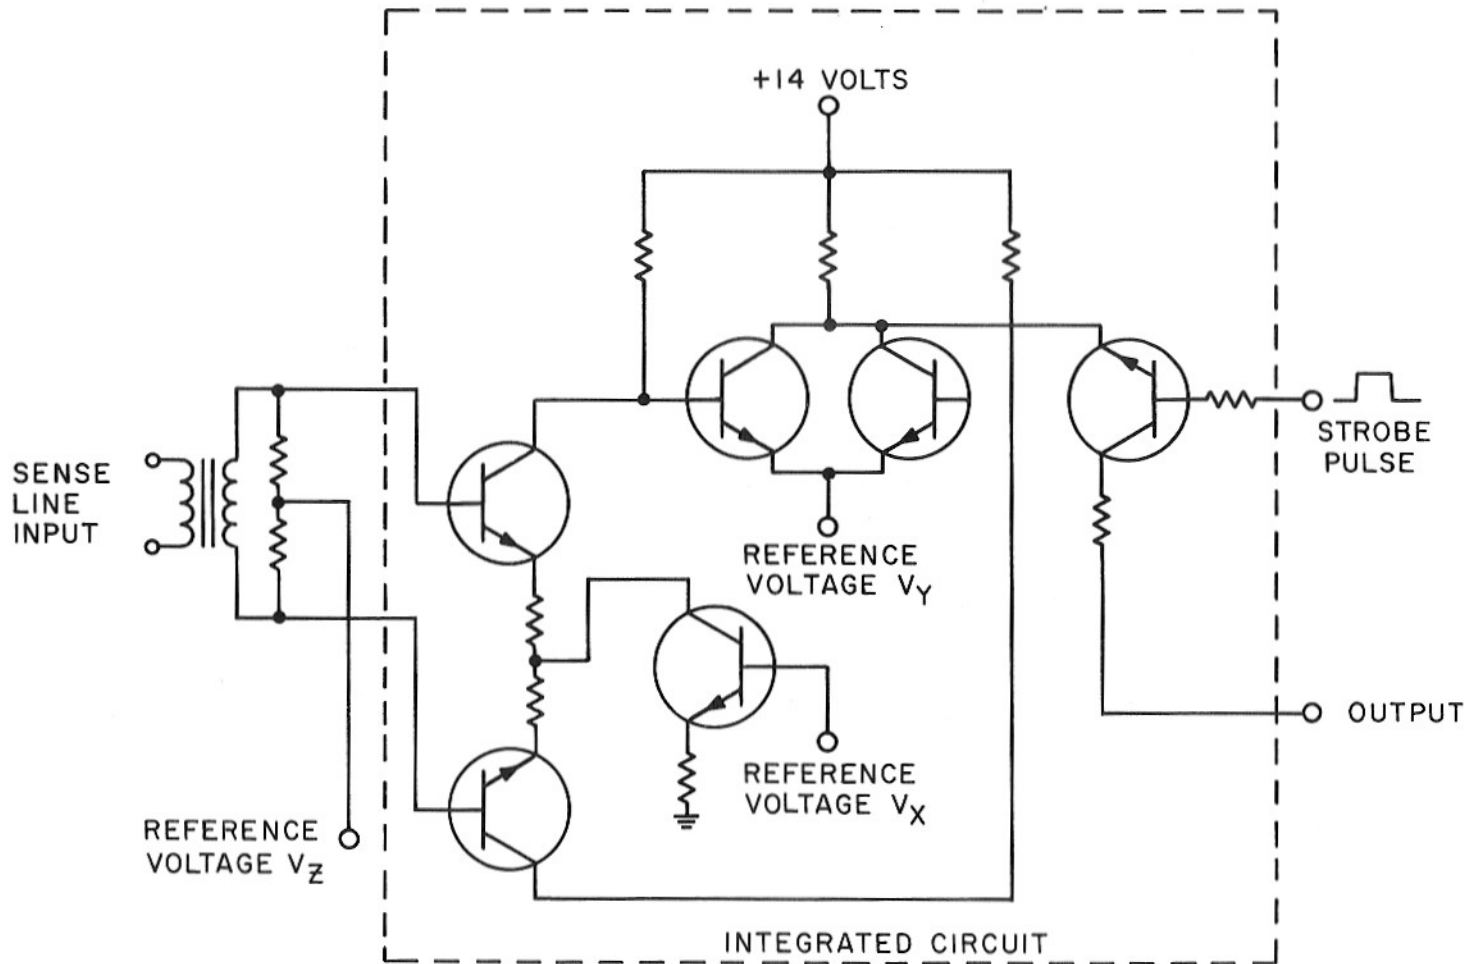 +14 VOLTS
SENSE
LINE
INPUT
STROBE
PULSE
REFERENCE
VOLTAGE VY
OUTPUT
REFERENCE
VOLTAGE VX
REFERENCE
VOLTAGE VZ
INTEGRATED CIRCUIT